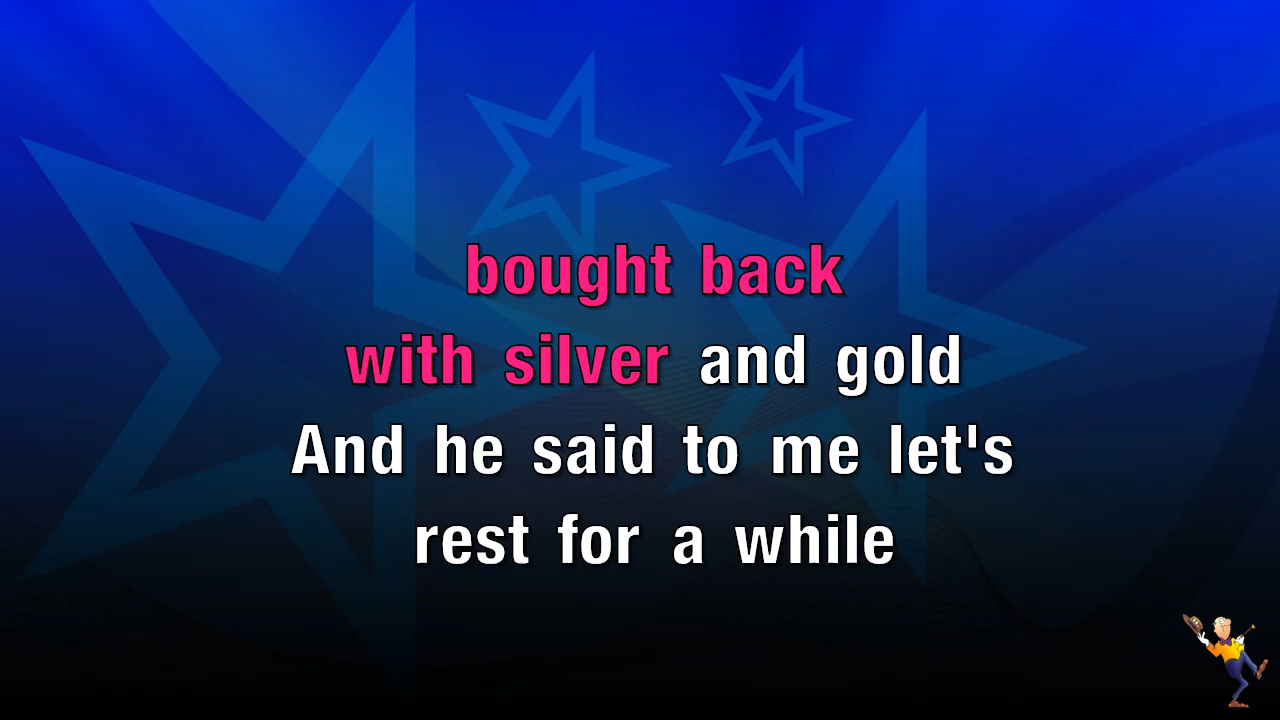 bought back
with silver and gold
And he said to me let's
rest for a while